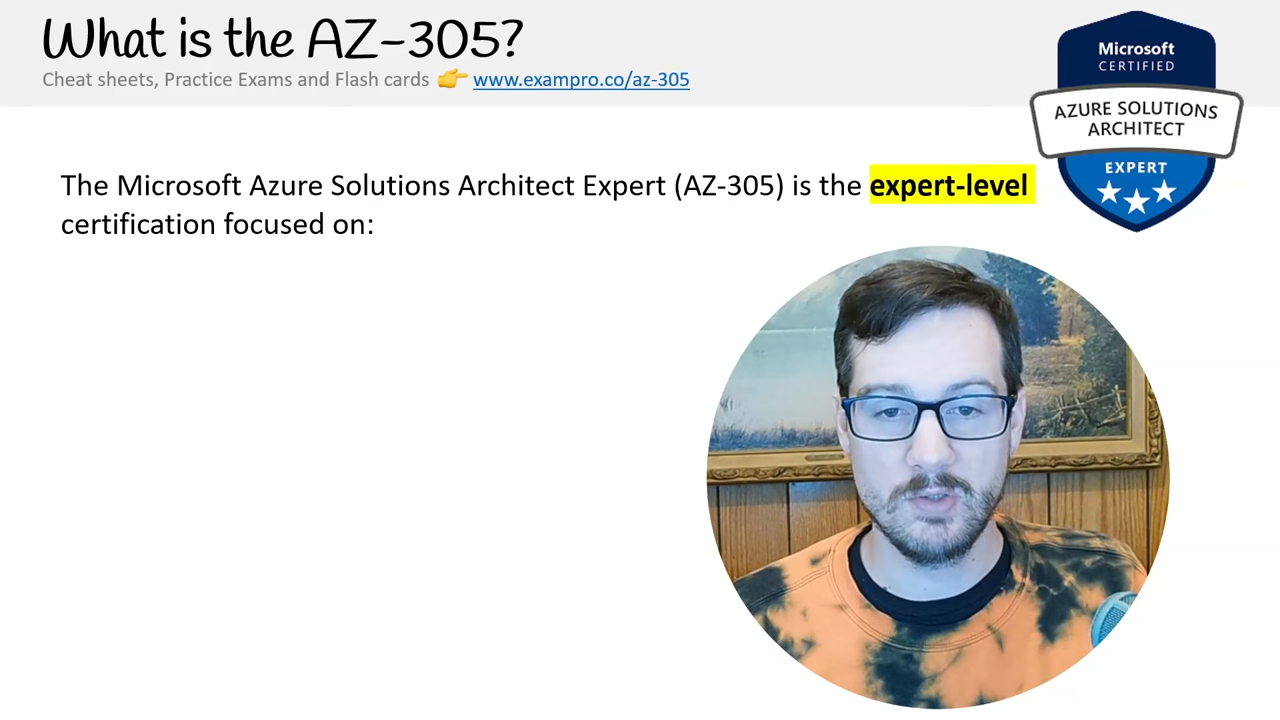 What is the AZ-305?
Cheat sheets, Practice Exams and Flash cards 👉 www.exampro.co/az-305
Microsoft
CERTIFIED
AZURE SOLUTIONS
ARCHITECT
EXPERT
The Microsoft Azure Solutions Architect Expert (AZ-305) is the expert-level
certification focused on: